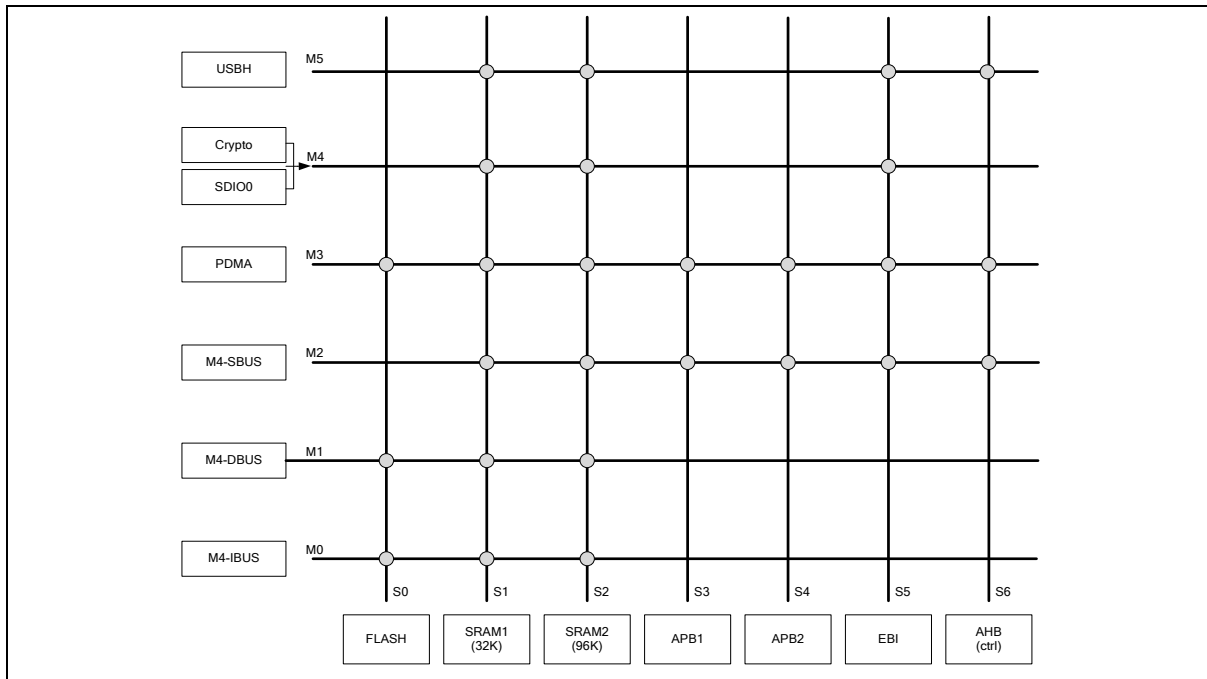 USBH
M5
Crypto
M4
SDIO0
PDMA
M3
M4-SBUS
M2
M4-DBUS
M1
M4-IBUS
M0
S0
S1
S2
S3
S4
S5
S6
FLASH
SRAM1
(32K)
SRAM2
(96K)
APB1
APB2
EBI
AHB
(ctrl)